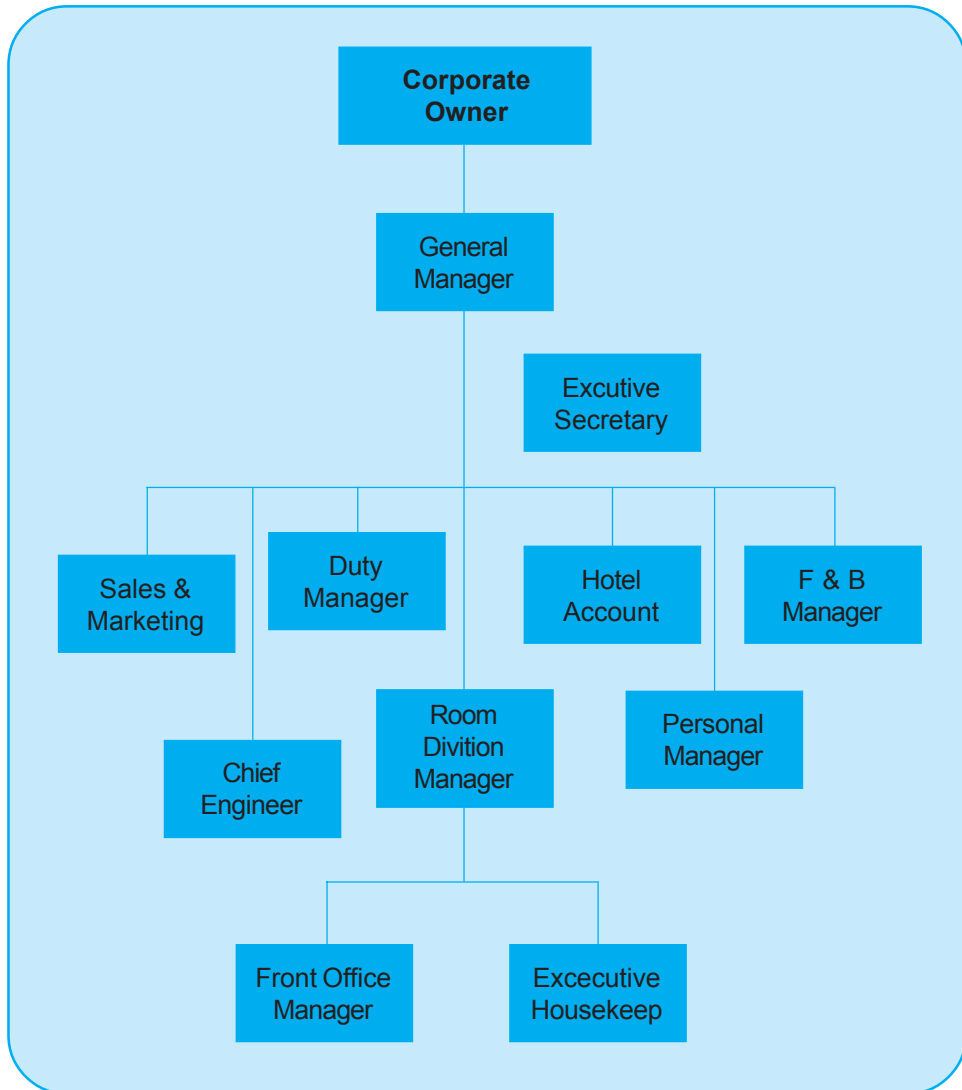 Corporate
Owner
General
Manager
Excutive
Secretary
Sales &
Marketing
Duty
Manager
Hotel
Account
F & B
Manager
Chief
Engineer
Room
Divition
Manager
Personal
Manager
Front Office
Manager
Excecutive
Housekeep